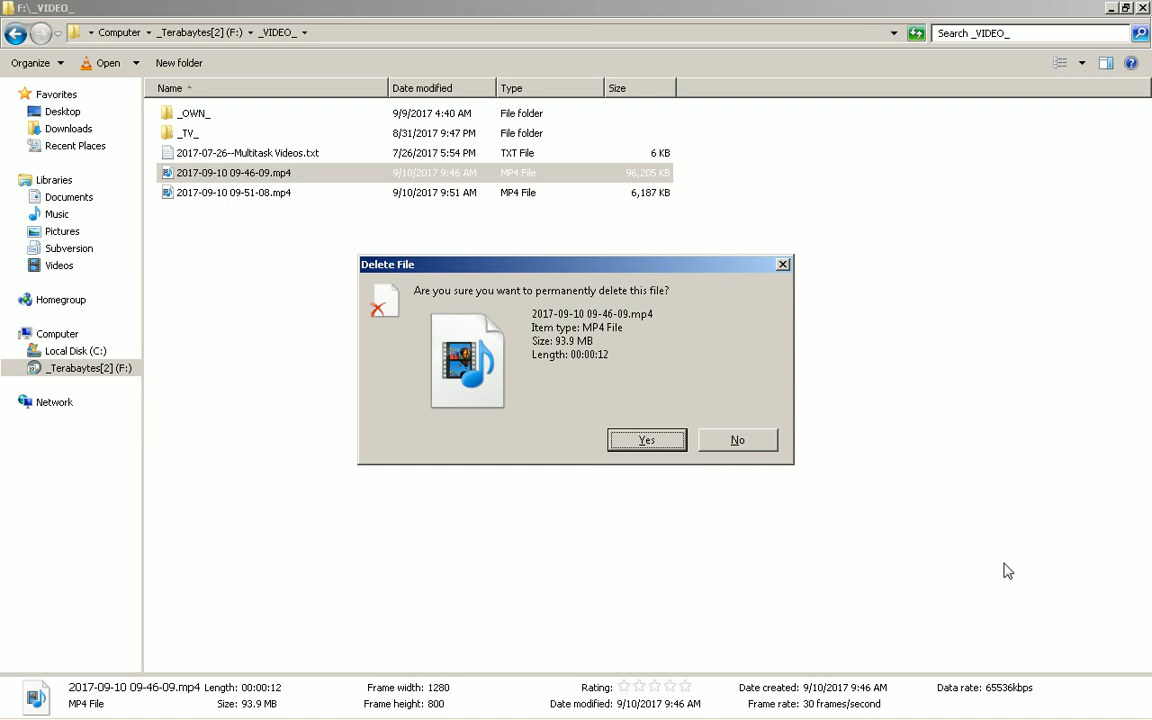 F:\_VIDEO_
Computer _Terabaytes[2] (F:) _VIDEO_ Search _VIDEO_
Organize Open New folder
Name Date modified Type Size
Favorites
Desktop
Downloads
Recent Places
Libraries
Documents
Music
Pictures
Subversion
Videos
Homegroup
Computer
Local Disk (C:)
_Terabaytes[2] (F:)
Network
_OWN_ 9/9/2017 4:40 AM File folder
_TV_ 8/31/2017 9:47 PM File folder
2017-07-26--Multitask Videos.txt 7/26/2017 5:54 PM TXT File 6 KB
2017-09-10 09-46-09.mp4 9/10/2017 9:46 AM MP4 File 96,205 KB
2017-09-10 09-51-08.mp4 9/10/2017 9:51 AM MP4 File 6,187 KB
Delete File
Are you sure you want to permanently delete this file?
2017-09-10 09-46-09.mp4
Item type: MP4 File
Size: 93.9 MB
Length: 00:00:12
Yes No
2017-09-10 09-46-09.mp4 Length: 00:00:12 Frame width: 1280 Rating: Date created: 9/10/2017 9:46 AM Data rate: 65536kbps
MP4 File Size: 93.9 MB Frame height: 800 Date modified: 9/10/2017 9:46 AM Frame rate: 30 frames/second